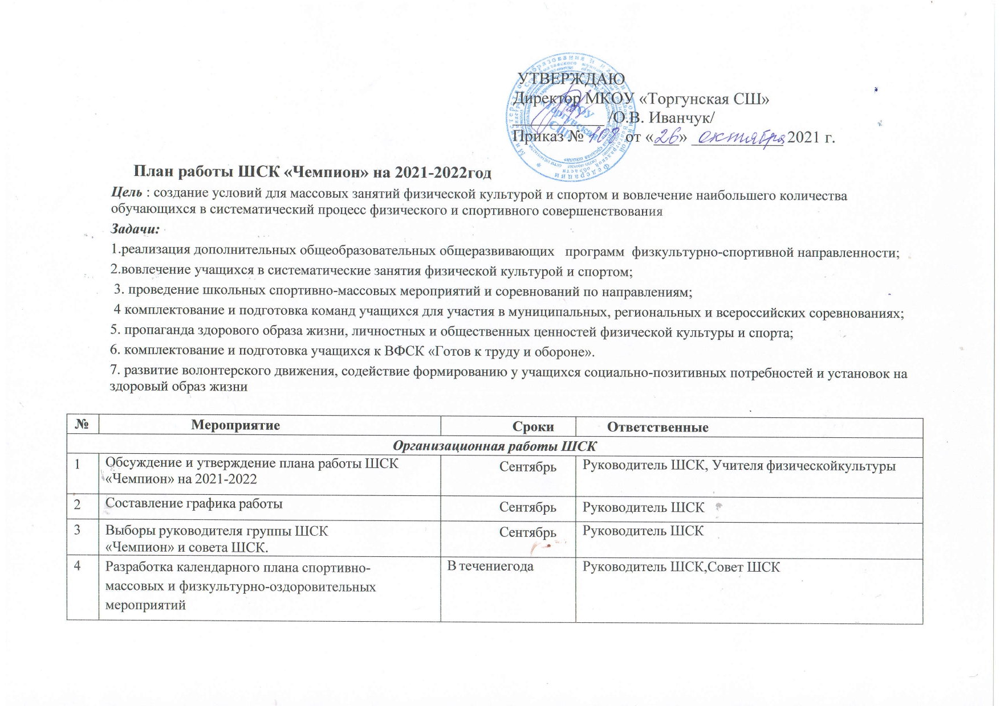 УТВЕРЖДАЮ
Директор МКОУ «Торгунская СШ»
___________ /О.В. Иванчук/
Приказ № 108 от «26» октября 2021 г.
План работы ШСК «Чемпион» на 2021-2022год
Цель : создание условий для массовых занятий физической культурой и спортом и вовлечение наибольшего количества
обучающихся в систематический процесс физического и спортивного совершенствования
Задачи:
1.реализация дополнительных общеобразовательных общеразвивающих программ физкультурно-спортивной направленности;
2.вовлечение учащихся в систематические занятия физической культурой и спортом;
3. проведение школьных спортивно-массовых мероприятий и соревнований по направлениям;
4 комплектование и подготовка команд учащихся для участия в муниципальных, региональных и всероссийских соревнованиях;
5. пропаганда здорового образа жизни, личностных и общественных ценностей физической культуры и спорта;
6. комплектование и подготовка учащихся к ВФСК «Готов к труду и обороне».
7. развитие волонтерского движения, содействие формированию у учащихся социально-позитивных потребностей и установок на
здоровый образ жизни
№ Мероприятие Сроки Ответственные
Организационная работы ШСК
1 Обсуждение и утверждение плана работы ШСК Сентябрь Руководитель ШСК, Учителя физическойкультуры
«Чемпион» на 2021-2022
2 Составление графика работы Сентябрь Руководитель ШСК
3 Выборы руководителя группы ШСК Сентябрь Руководитель ШСК
«Чемпион» и совета ШСК.
4 Разработка календарного плана спортивно- В течениегода Руководитель ШСК,Совет ШСК
массовых и физкультурно-оздоровительных
мероприятий